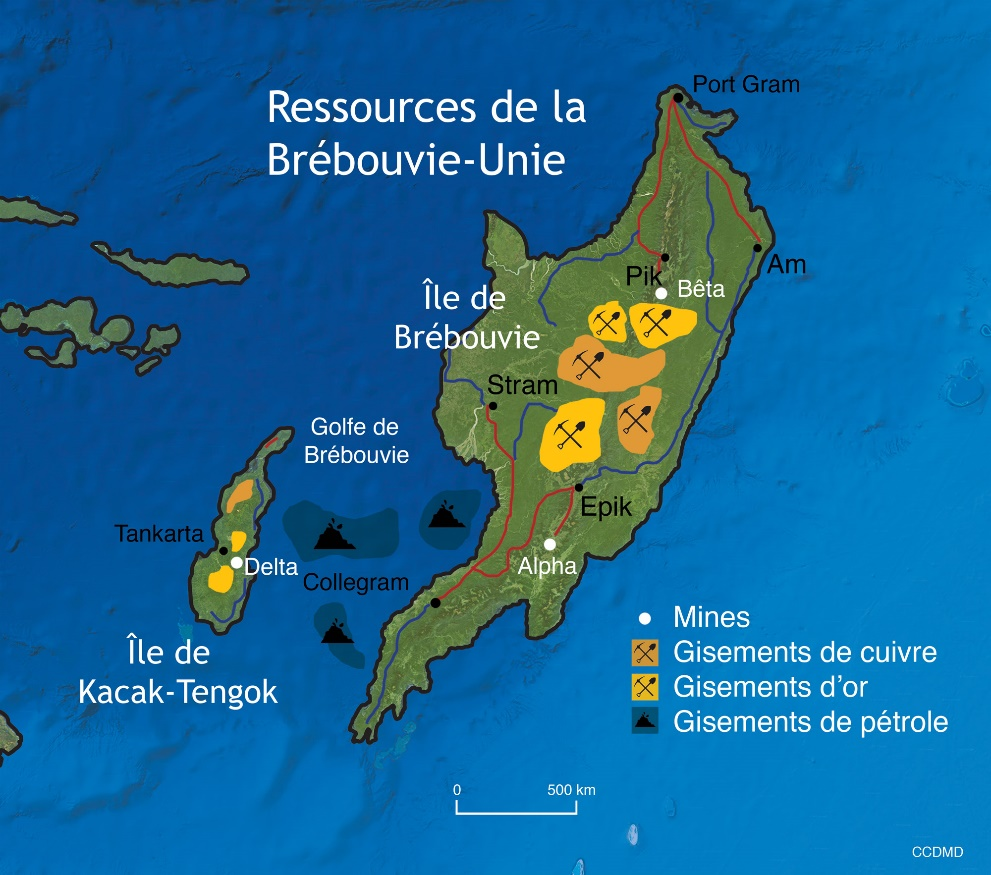 Port Gram
Ressources de la
Brébouvie-Unie
Am
Pik
Bêta
Île de
Brébouvie
Stram
Golfe de
Brébouvie
Epik
Tankarta
Delta
Alpha
Collegram
Île de
Kacak-Tengok
Mines
Gisements de cuivre
Gisements d’or
Gisements de pétrole
0 500 km
CCDMD